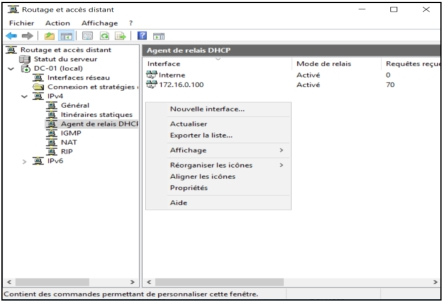 Routage et accès distant
Fichier Action Affichage ?
Routage et accès distant
Statut du serveur
DC-01 (local)
Interfaces réseau
Connexion et stratégies
IPv4
Général
Itinéraires statiques
Agent de relais DHCP
IGMP
NAT
RIP
IPv6
Agent de relais DHCP
Interface Mode de relais Requêtes reçue
Interne Activé 0
172.16.0.100 Activé 70
Nouvelle interface...
Actualiser
Exporter la liste...
Affichage >
Réorganiser les icônes >
Aligner les icônes
Propriétés
Aide
Contient des commandes permettant de personnaliser cette fenêtre.